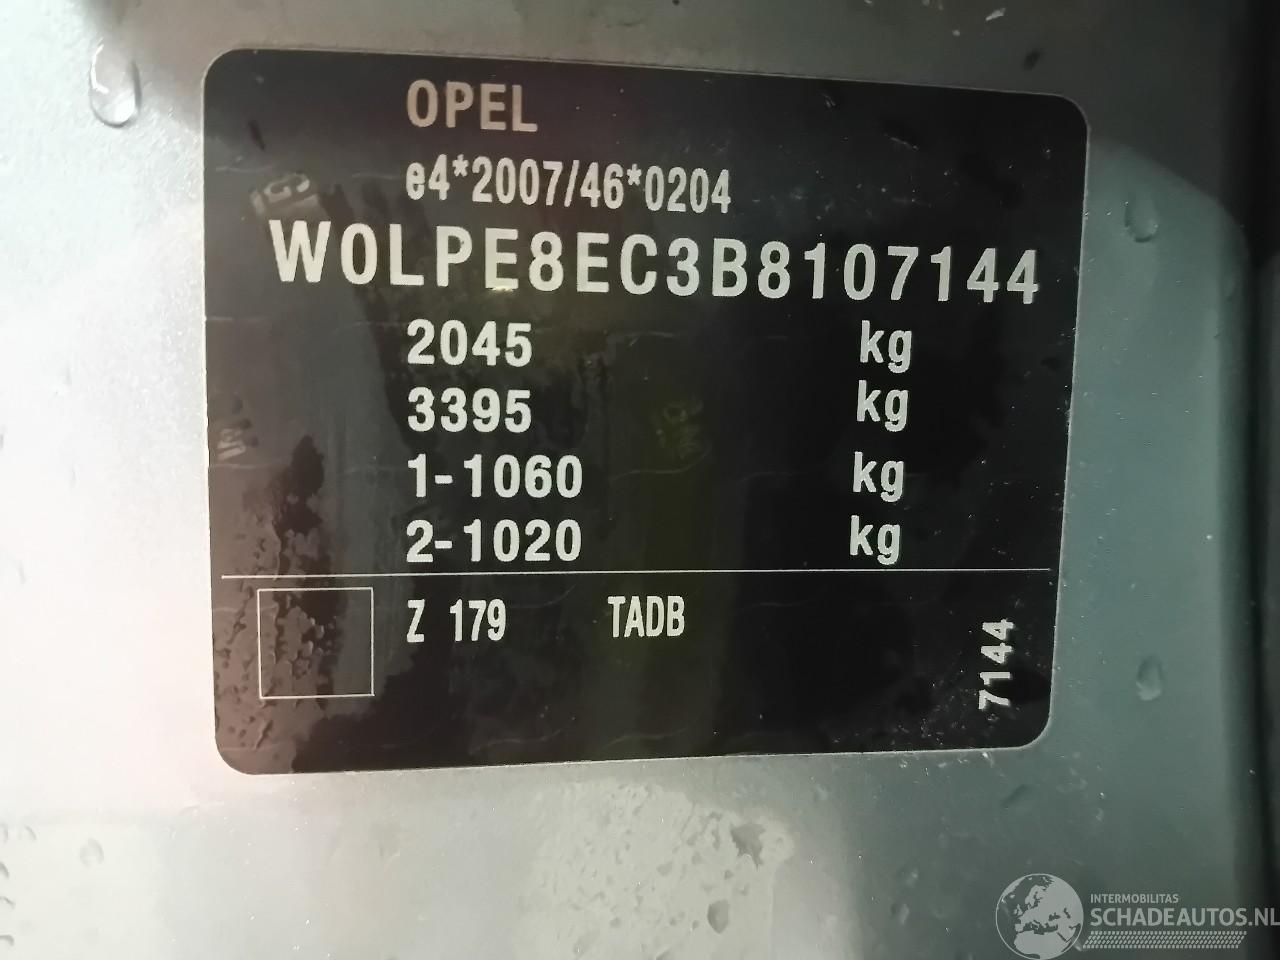 OPEL
e4*2007/46*0204
W0LPE8EC3B8107144
2045 kg
3395 kg
1-1060 kg
2-1020 kg
Z 179 TADB
7144
INTERMOBILITAS
SCHADEAUTOS.NL